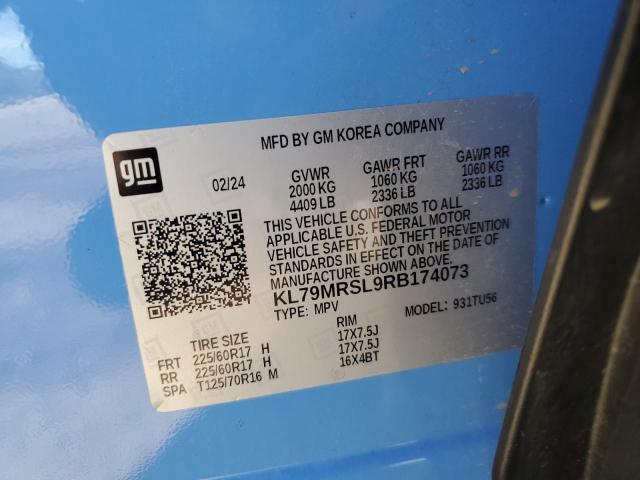 MFD BY GM KOREA COMPANY
gm
02/24 GVWR GAWR FRT GAWR RR
2000 KG 1060 KG 1060 KG
4409 LB 2336 LB 2336 LB
THIS VEHICLE CONFORMS TO ALL
APPLICABLE U.S. FEDERAL MOTOR
VEHICLE SAFETY AND THEFT PREVENTION
STANDARDS IN EFFECT ON THE DATE OF
MANUFACTURE SHOWN ABOVE.
KL79MRSL9RB174073
TYPE: MPV MODEL: 931TU56
TIRE SIZE RIM
FRT 225/60R17 H 17X7.5J
RR 225/60R17 H 17X7.5J
SPA T125/70R16 M 16X4BT